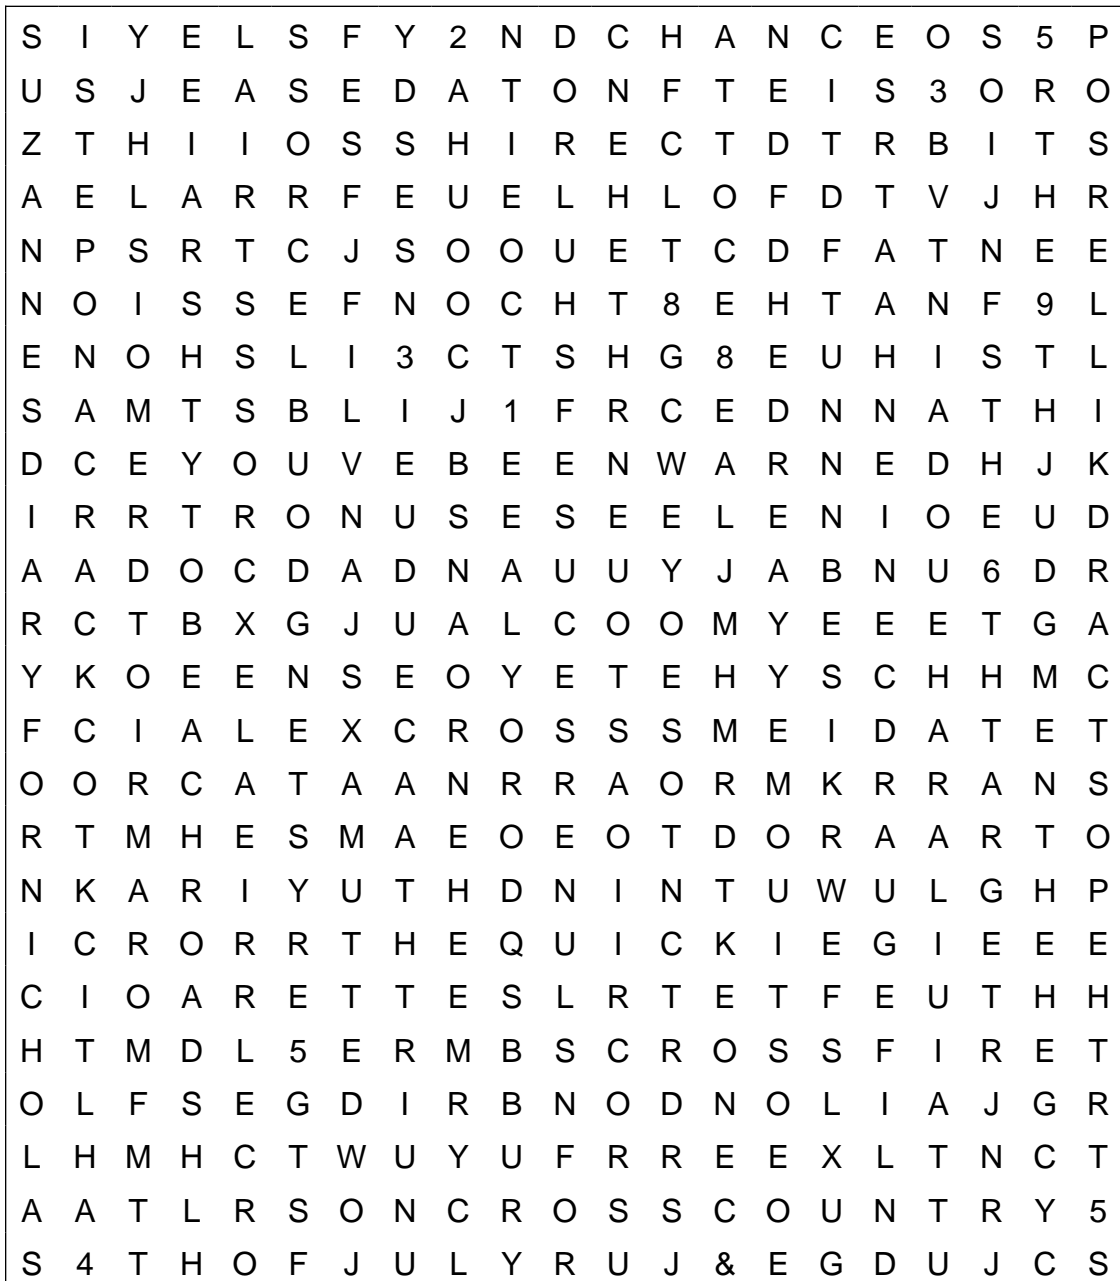 S I Y E L S F Y 2 N D C H A N C E O S 5 P
U S J E A S E D A T O N F T E I S 3 O R O
Z T H I I O S S H I R E C T D T R B I T S
A E L A R R F E U E L H L O F D T V J H R
N P S R T C J S O O U E T C D F A T N E E
N O I S S E F N O C H T 8 E H T A N F 9 L
E N O H S L I 3 C T S H G 8 E U H I S T L
S A M T S B L I J 1 F R C E D N N A T H I
D C E Y O U V E B E E N W A R N E D H J K
I R R T R O N U S E S E E L E N I O E U D
A A D O C D A D N A U U Y J A B N U 6 D R
R C T B X G J U A L C O O M Y E E E T G A
Y K O E E N S E O Y E T E H Y S C H H M C
F C I A L E X C R O S S S M E I D A T E T
O O R C A T A A N R R A O R M K R R A N S
R T M H E S M A E O E O T D O R A A R T O
N K A R I Y U T H D N I N T U W U L G H P
I C R O R R T H E Q U I C K I E G I E E E
C I O A R E T T E S L R T E T F E U T H H
H T M D L 5 E R M B S C R O S S F I R E T
O L F S E G D I R B N O D N O L I A J G R
L H M H C T W U Y U F R R E E X L T N C T
A A T L R S O N C R O S S C O U N T R Y 5
S 4 T H O F J U L Y R U J & E G D U J C S